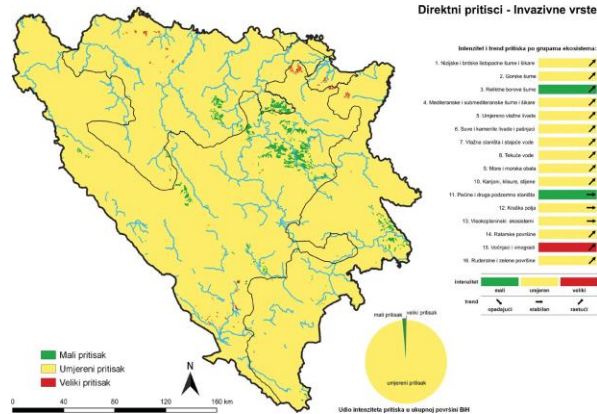 Direktni pritisci - Invazivne vrste
Intenzitet i trend pritiska po grupama ekosistema:
1. Nizijske i brdske listopadne šume i šikare
2. Gorske šume
3. Reliktne borove šume
4. Mediteranske i submediteranske šume i šikare
5. Umjereno vlažne livade
6. Suve i kamenite livade i pašnjaci
7. Vlažna staništa i stajaće vode
8. Tekuće vode
9. More i morska obala
10. Kanjoni, klisure, stijene
11. Pećine i druga podzemna staništa
12. Kraška polja
13. Visokoplaninski ekosistemi
14. Ratarske površine
15. Voćnjaci i vinogradi
16. Ruderalne i zelene površine
intenzitet
mali umjeren veliki
trend
opadajući stabilan rastući
mali pritisak veliki pritisak
umjereni pritisak
Udio intenziteta pritiska u ukupnoj površini BiH
Mali pritisak
Umjereni pritisak
Veliki pritisak
N
0 20 40 80 120 160 km